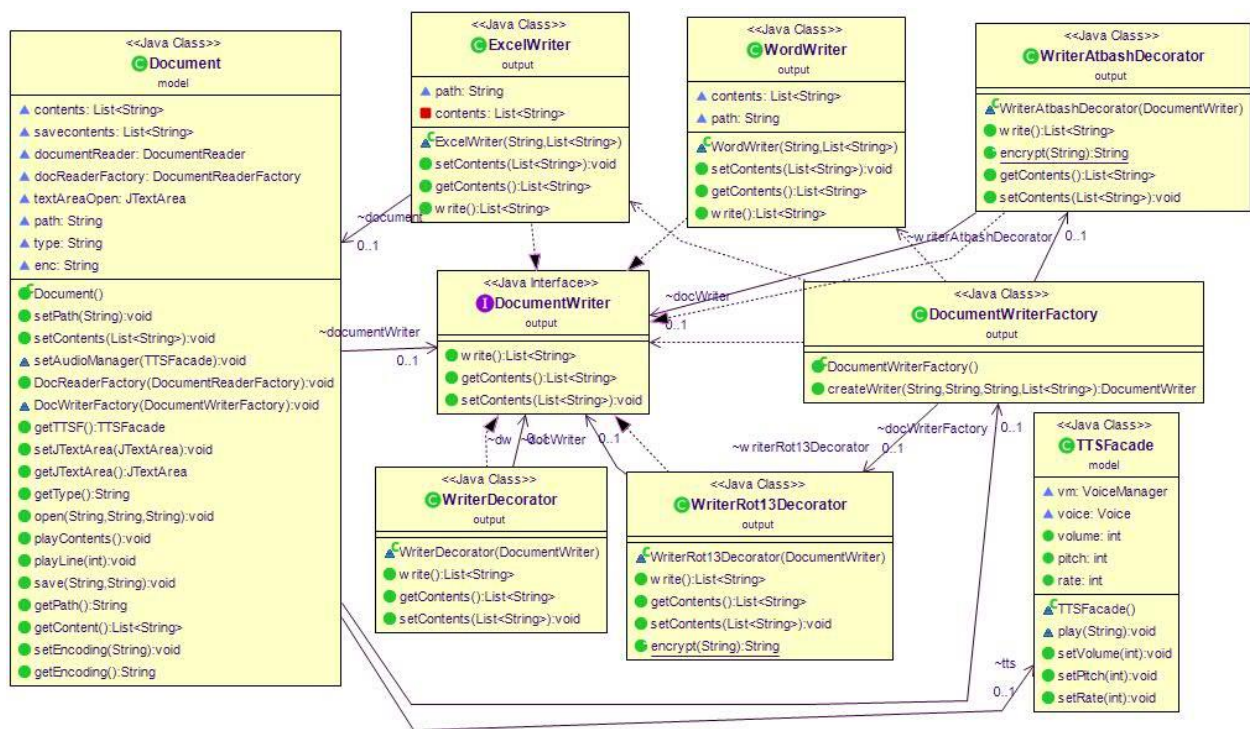 <<Java Class>>
Document
model
contents: List<String>
savecontents: List<String>
documentReader: DocumentReader
docReaderFactory: DocumentReaderFactory
textAreaOpen: JTextArea
path: String
type: String
enc: String
Document()
setPath(String):void
setContents(List<String>):void
setAudioManager(TTSFacade):void
DocReaderFactory(DocumentReaderFactory):void
DocWriterFactory(DocumentWriterFactory):void
getTTSF():TTSFacade
setJTextArea(JTextArea):void
getJTextArea():JTextArea
getType():String
open(String,String,String):void
playContents():void
playLine(int):void
save(String,String):void
getPath():String
getContent():List<String>
setEncoding(String):void
getEncoding():String
<<Java Class>>
ExcelWriter
output
path: String
contents: List<String>
ExcelWriter(String,List<String>)
setContents(List<String>):void
getContents():List<String>
write():List<String>
<<Java Class>>
WordWriter
output
contents: List<String>
path: String
WordWriter(String,List<String>)
setContents(List<String>):void
getContents():List<String>
write():List<String>
<<Java Class>>
WriterAtbashDecorator
output
WriterAtbashDecorator(DocumentWriter)
write():List<String>
encrypt(String):String
getContents():List<String>
setContents(List<String>):void
~document
0..1
~writerAtbashDecorator
0..1
~docWriter
0..1
~documentWriter
0..1
<<Java Interface>>
DocumentWriter
output
write():List<String>
getContents():List<String>
setContents(List<String>):void
<<Java Class>>
DocumentWriterFactory
output
DocumentWriterFactory()
createWriter(String,String,String,List<String>):DocumentWriter
~dw
0..1
~docWriter
0..1
~writerRot13Decorator
0..1
~docWriterFactory
0..1
<<Java Class>>
WriterDecorator
output
WriterDecorator(DocumentWriter)
write():List<String>
getContents():List<String>
setContents(List<String>):void
<<Java Class>>
WriterRot13Decorator
output
WriterRot13Decorator(DocumentWriter)
write():List<String>
getContents():List<String>
setContents(List<String>):void
encrypt(String):String
<<Java Class>>
TTSFacade
model
vm: VoiceManager
voice: Voice
volume: int
pitch: int
rate: int
TTSFacade()
play(String):void
setVolume(int):void
setPitch(int):void
setRate(int):void
~tts
0..1